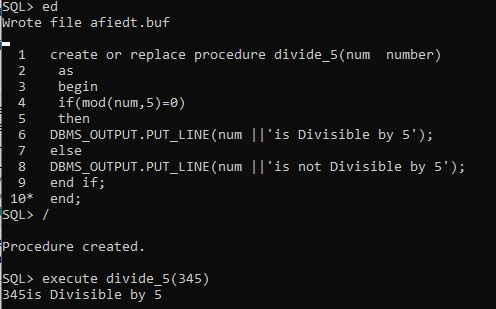 SQL> ed
Wrote file afiedt.buf
1 create or replace procedure divide_5(num number)
2 as
3 begin
4 if(mod(num,5)=0)
5 then
6 DBMS_OUTPUT.PUT_LINE(num ||'is Divisible by 5');
7 else
8 DBMS_OUTPUT.PUT_LINE(num ||'is not Divisible by 5');
9 end if;
10* end;
SQL> /
Procedure created.
SQL> execute divide_5(345)
345is Divisible by 5